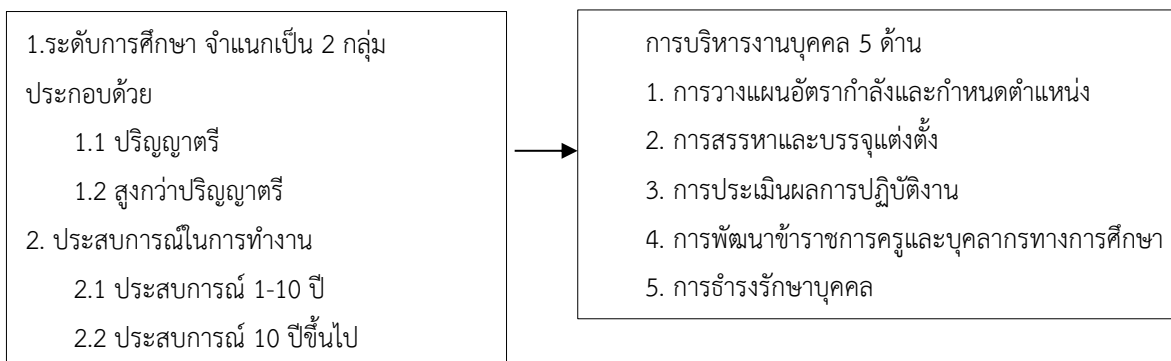 1.ระดับการศึกษา จำแนกเป็น 2 กลุ่ม
ประกอบด้วย
1.1 ปริญญาตรี
1.2 สูงกว่าปริญญาตรี
2. ประสบการณ์ในการทำงาน
2.1 ประสบการณ์ 1-10 ปี
2.2 ประสบการณ์ 10 ปีขึ้นไป
การบริหารงานบุคคล 5 ด้าน
1. การวางแผนอัตรากำลังและกำหนดตำแหน่ง
2. การสรรหาและบรรจุแต่งตั้ง
3. การประเมินผลการปฏิบัติงาน
4. การพัฒนาข้าราชการครูและบุคลากรทางการศึกษา
5. การธำรงรักษาบุคคล